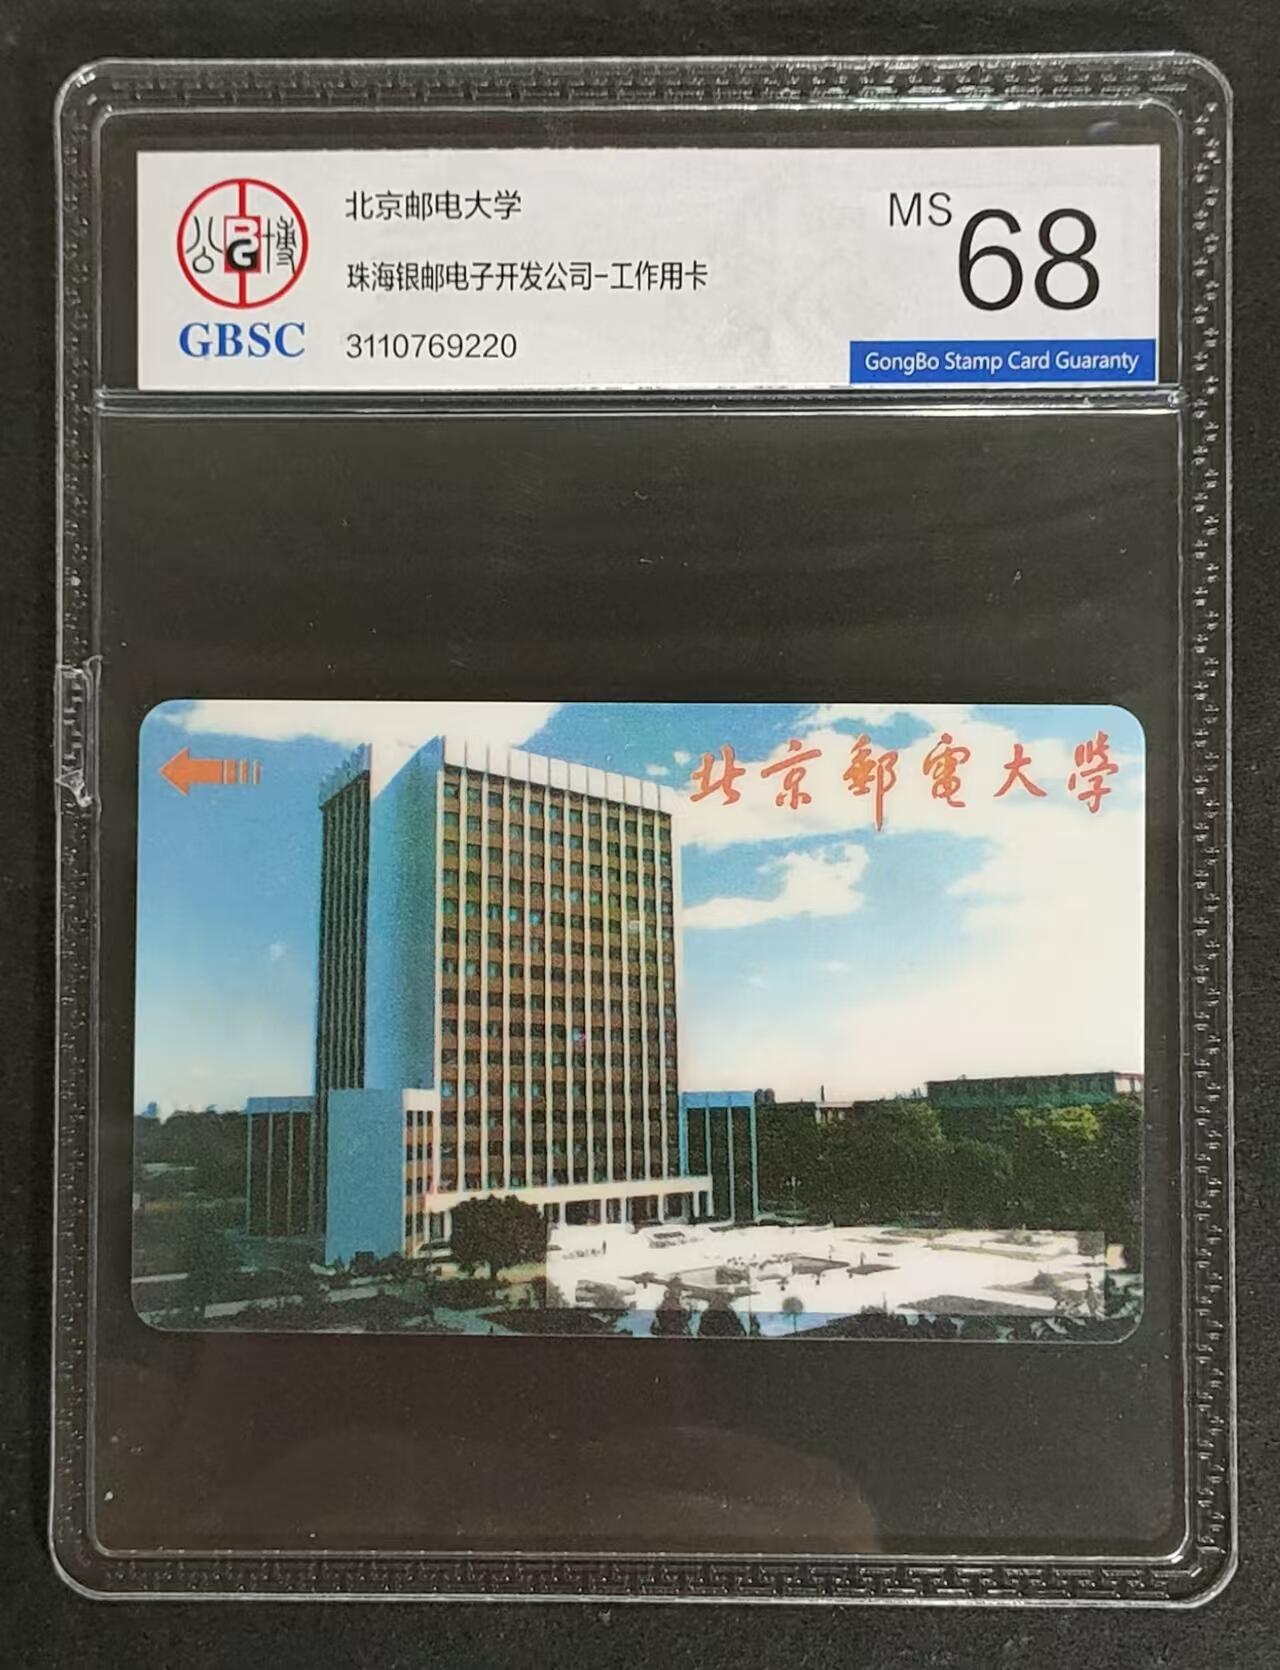 公博
BG
GBSC
北京邮电大学
珠海银邮电子开发公司-工作用卡
3110769220
MS 68
GongBo Stamp Card Guaranty
北京郵電大學